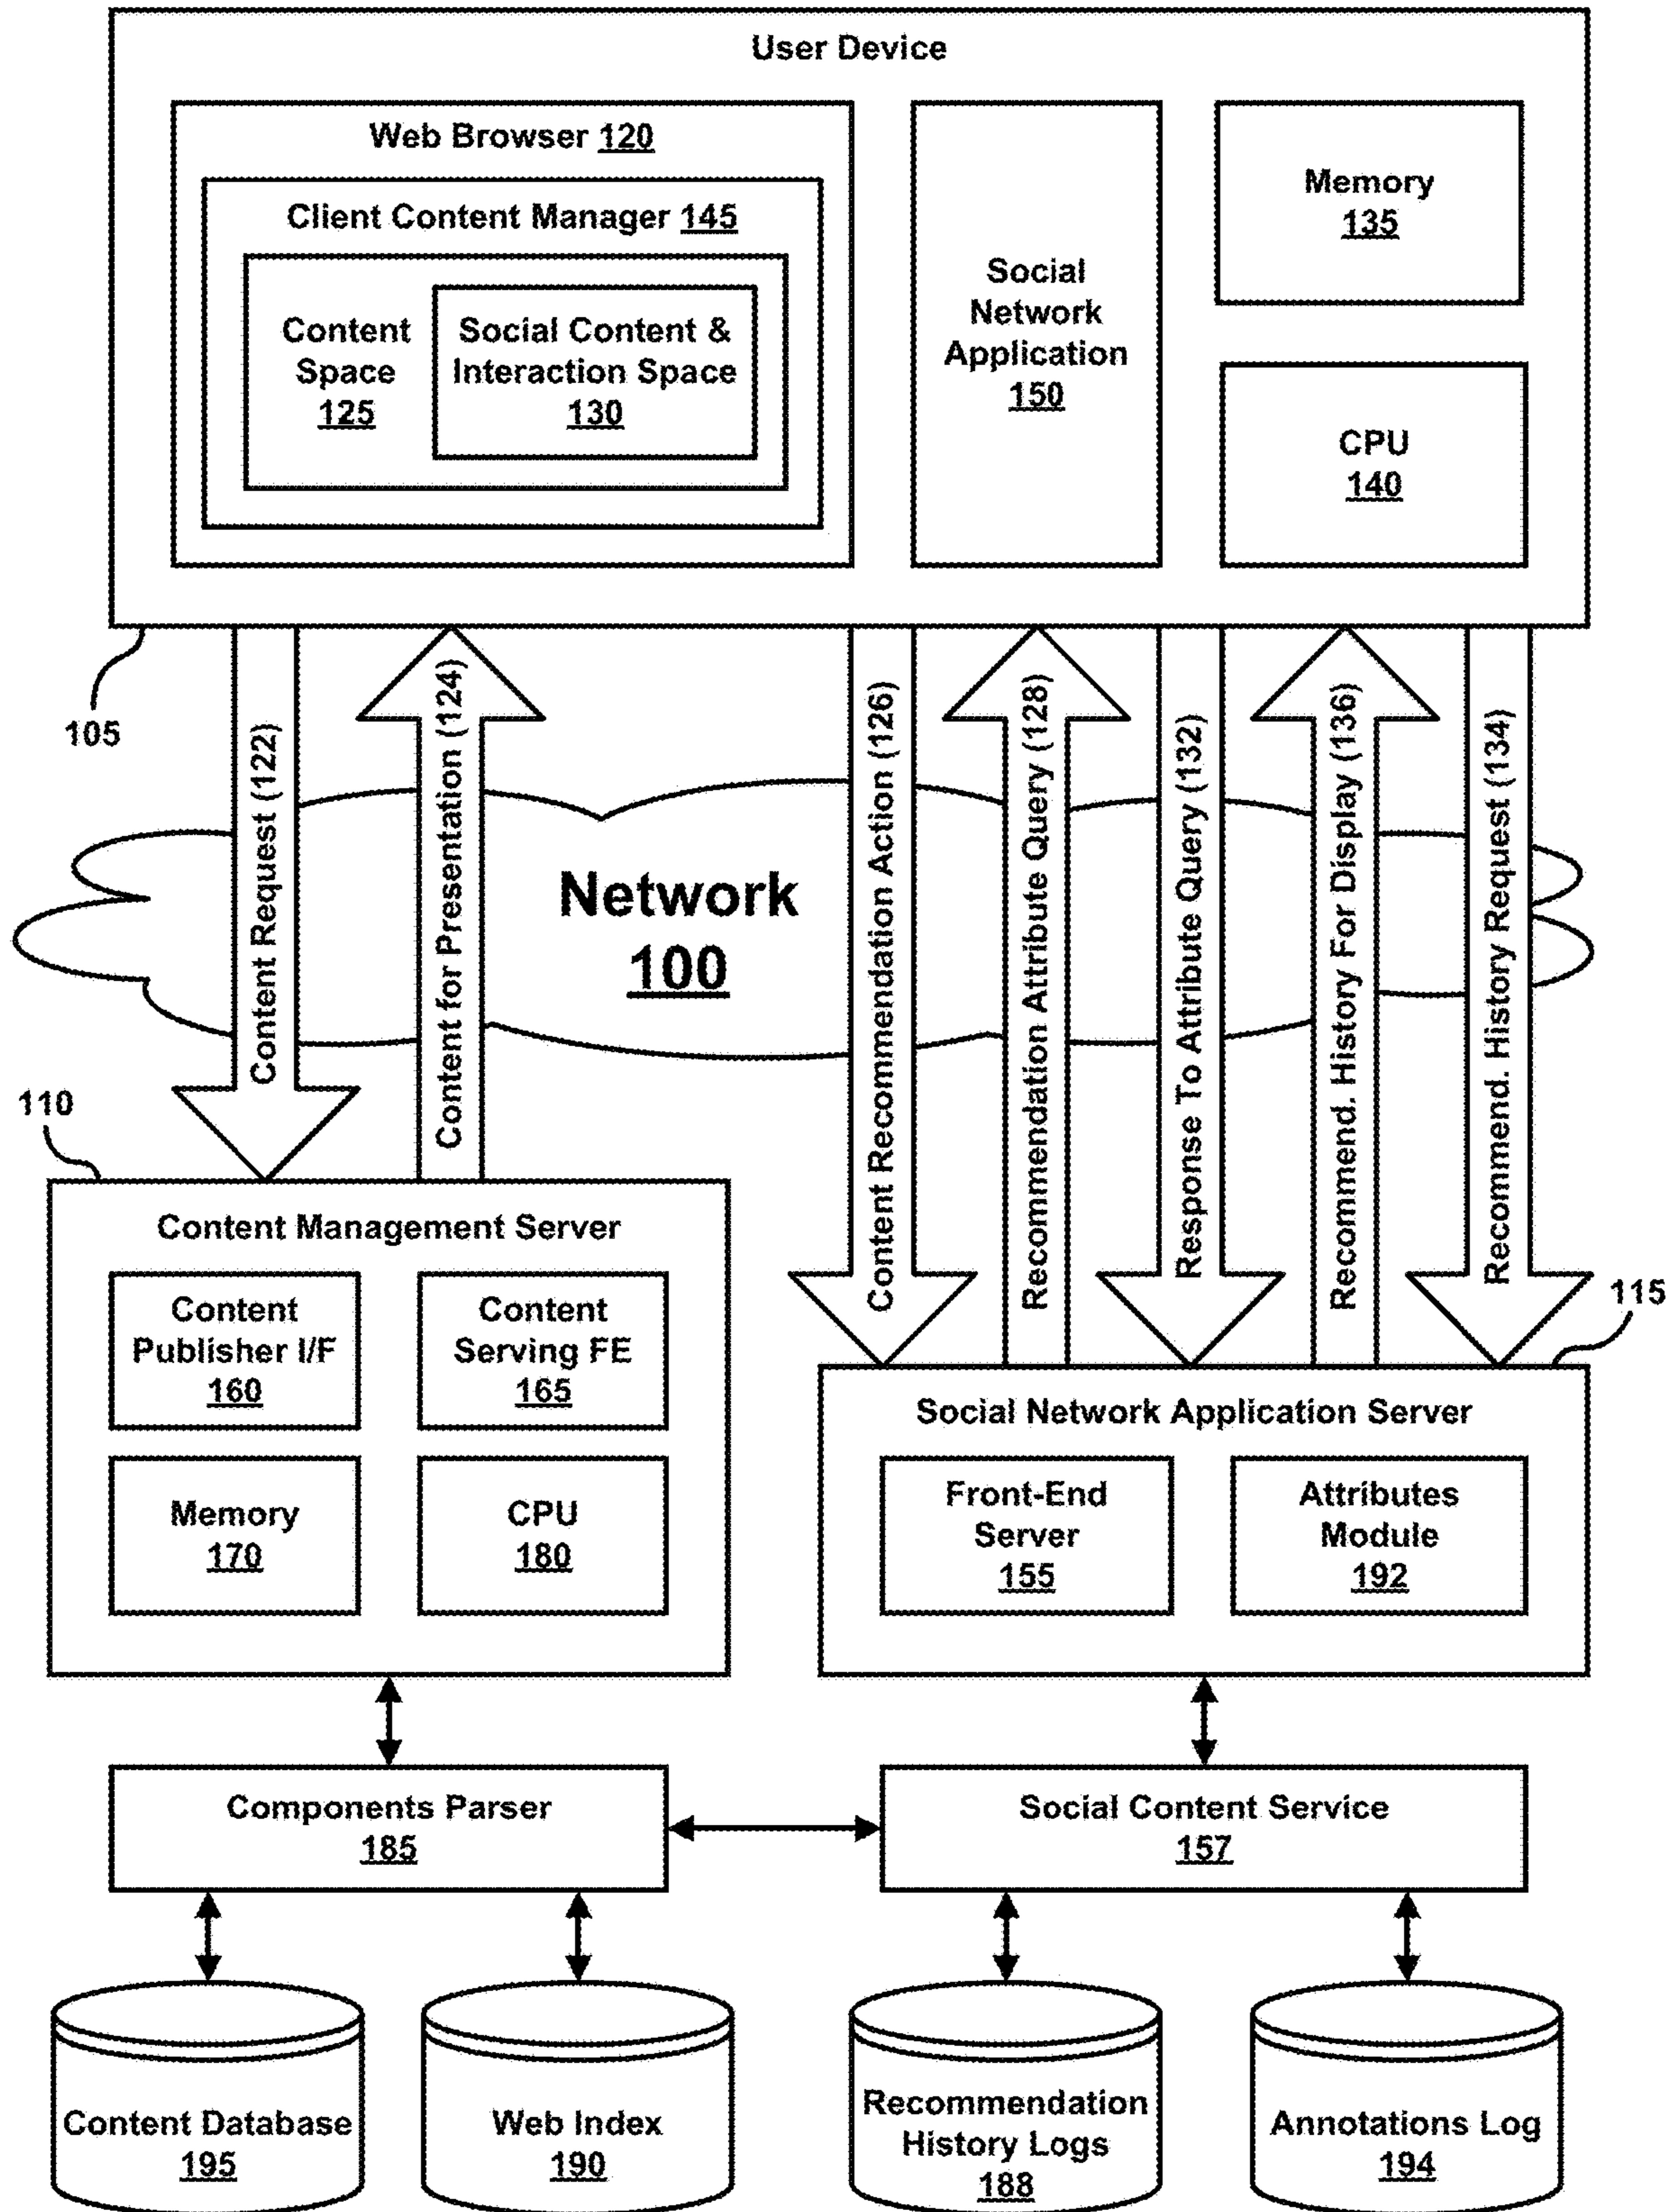 User Device
Web Browser 120
Client Content Manager 145
Content
Space
125
Social Content &
Interaction Space
130
Social
Network
Application
150
Memory
135
CPU
140
105
Content Request (122)
Content for Presentation (124)
Content Recommendation Action (126)
Recommendation Attribute Query (128)
Response To Attribute Query (132)
Recommend. History For Display (136)
Recommend. History Request (134)
Network
100
110
Content Management Server
Content
Publisher I/F
160
Content
Serving FE
165
Memory
170
CPU
180
115
Social Network Application Server
Front-End
Server
155
Attributes
Module
192
Components Parser
185
Social Content Service
157
Content Database
195
Web Index
190
Recommendation
History Logs
188
Annotations Log
194